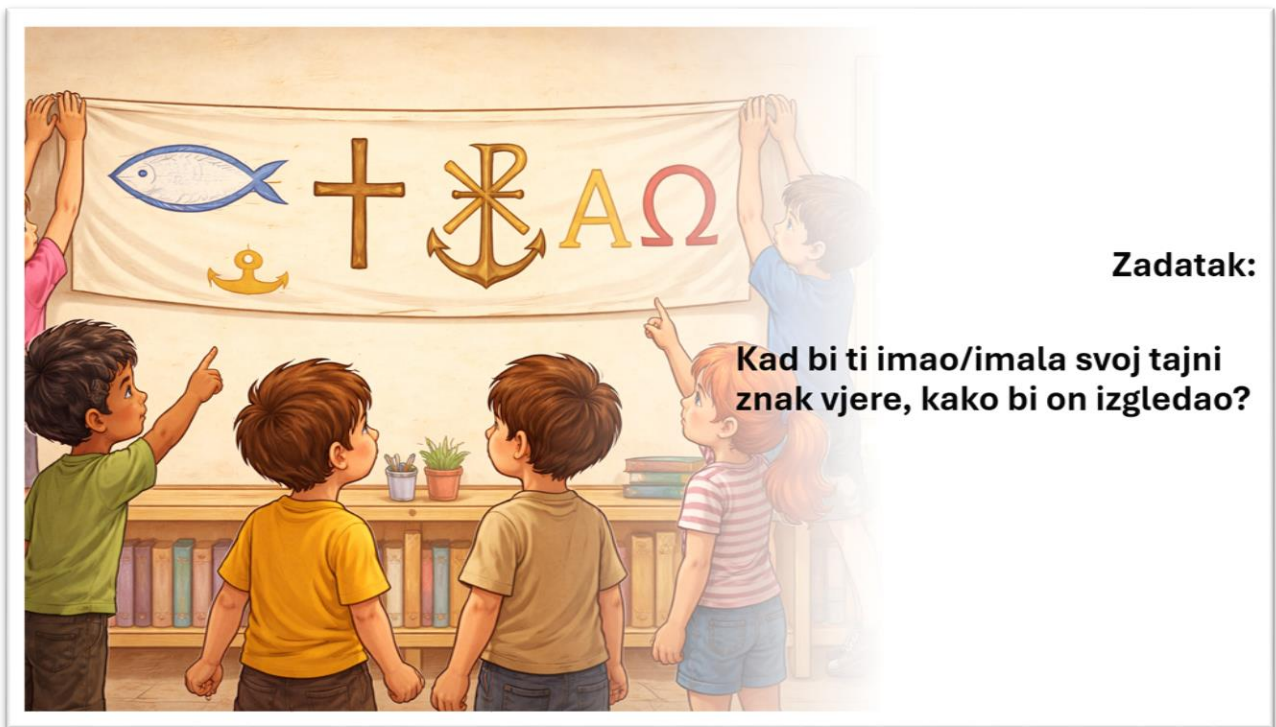 Α Ω
Zadatak:
Kad bi ti imao/imala svoj tajni
znak vjere, kako bi on izgledao?